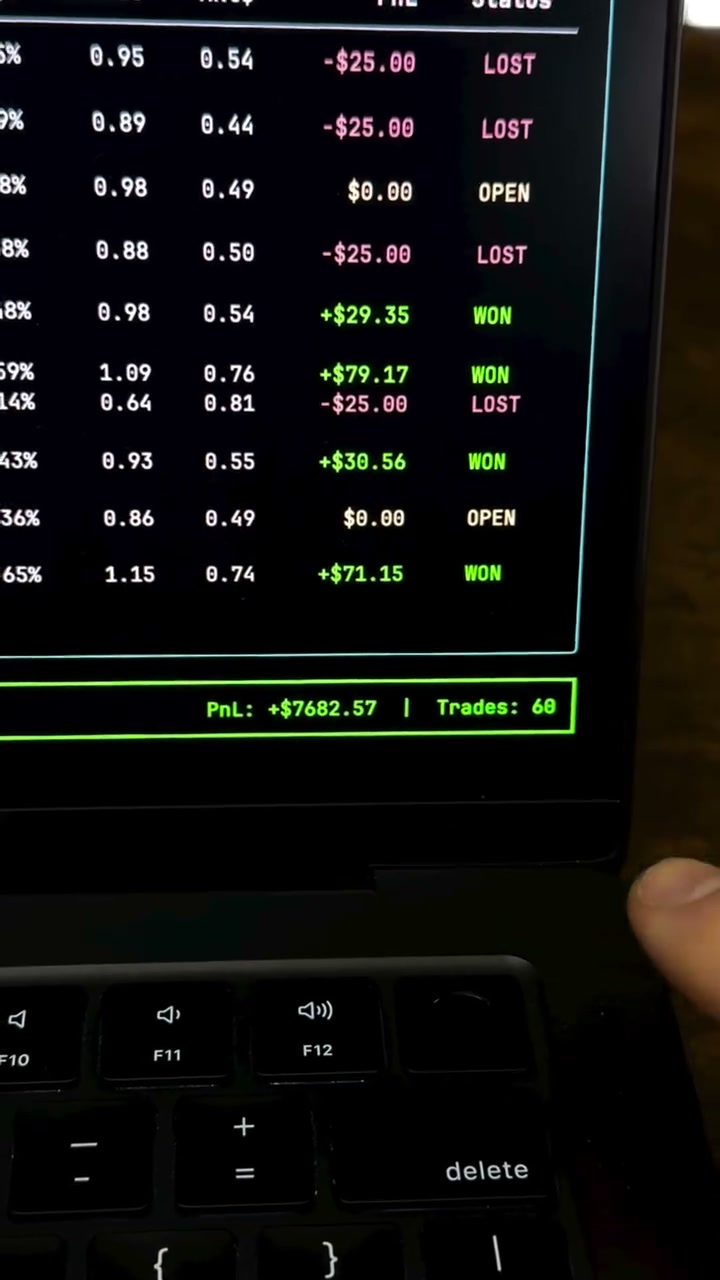 PnL Status
5% 0.95 0.54 -$25.00 LOST
9% 0.89 0.44 -$25.00 LOST
8% 0.98 0.49 $0.00 OPEN
8% 0.88 0.50 -$25.00 LOST
48% 0.98 0.54 +$29.35 WON
59% 1.09 0.76 +$79.17 WON
14% 0.64 0.81 -$25.00 LOST
43% 0.93 0.55 +$30.56 WON
36% 0.86 0.49 $0.00 OPEN
65% 1.15 0.74 +$71.15 WON
PnL: +$7682.57 | Trades: 60
F10 F11 F12
— + 
- = delete
{ } |